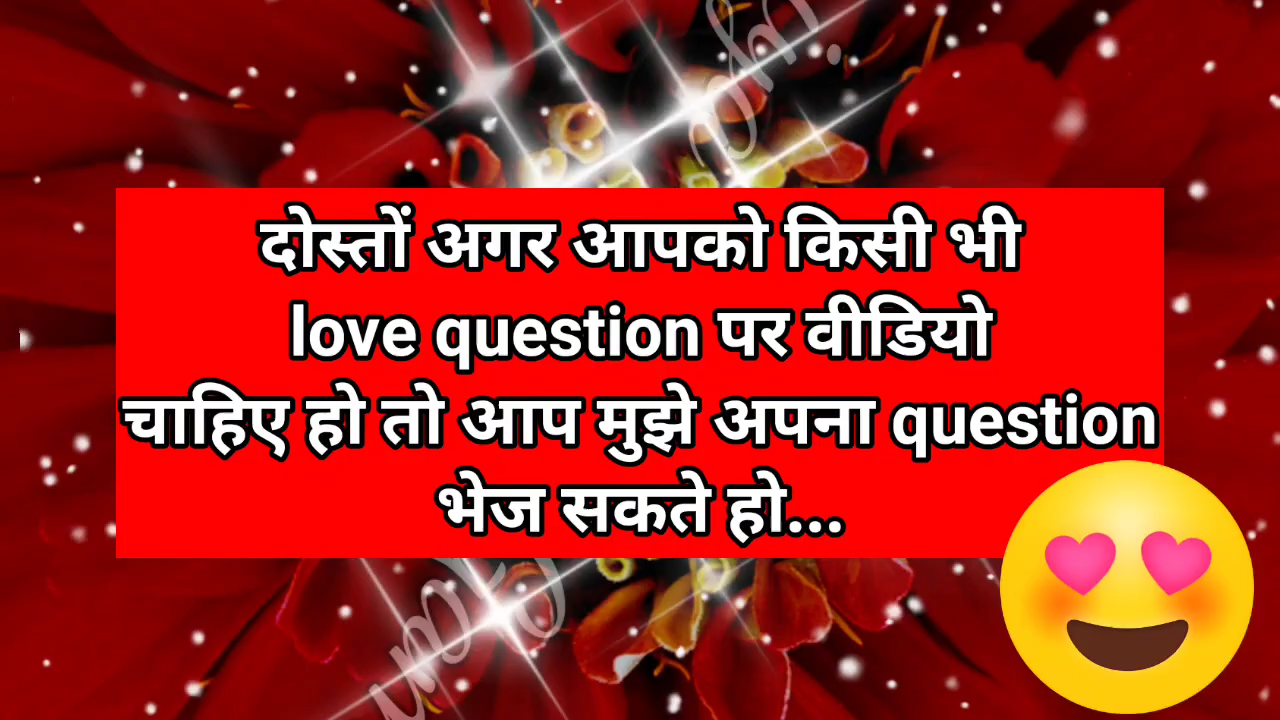 दोस्तों अगर आपको किसी भी
love question पर वीडियो
चाहिए हो तो आप मुझे अपना question
भेज सकते हो...